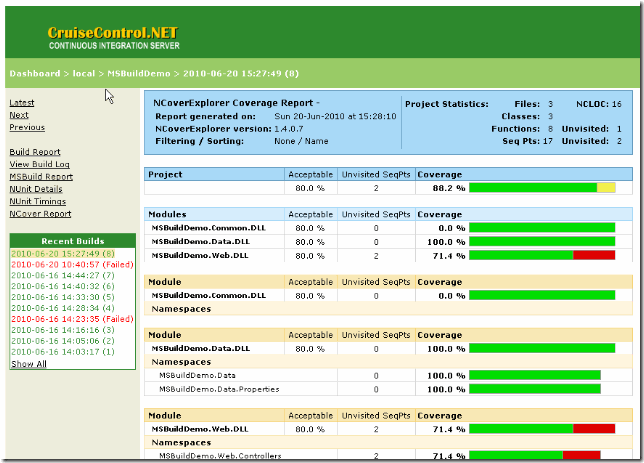 CruiseControl.NET
CONTINUOUS INTEGRATION SERVER
Dashboard > local > MSBuildDemo > 2010-06-20 15:27:49 (8)
Latest
Next
Previous
Build Report
View Build Log
MSBuild Report
NUnit Details
NUnit Timings
NCover Report
Recent Builds
2010-06-20 15:27:49 (8)
2010-06-20 10:40:57 (Failed)
2010-06-16 14:44:27 (7)
2010-06-16 14:40:32 (6)
2010-06-16 14:33:30 (5)
2010-06-16 14:28:34 (4)
2010-06-16 14:23:35 (Failed)
2010-06-16 14:16:16 (3)
2010-06-16 14:05:06 (2)
2010-06-16 14:03:17 (1)
Show All
NCoverExplorer Coverage Report -
Report generated on: Sun 20-Jun-2010 at 15:28:10
NCoverExplorer version: 1.4.0.7
Filtering / Sorting: None / Name
Project Statistics: Files: 3 NCLOC: 16
Classes: 3
Functions: 8 Unvisited: 1
Seq Pts: 17 Unvisited: 2
Project Acceptable Unvisited SeqPts Coverage
80.0 % 2 88.2 %
Modules Acceptable Unvisited SeqPts Coverage
MSBuildDemo.Common.DLL 80.0 % 0 0.0 %
MSBuildDemo.Data.DLL 80.0 % 0 100.0 %
MSBuildDemo.Web.DLL 80.0 % 2 71.4 %
Module Acceptable Unvisited SeqPts Coverage
MSBuildDemo.Common.DLL 80.0 % 0 0.0 %
Namespaces
Module Acceptable Unvisited SeqPts Coverage
MSBuildDemo.Data.DLL 80.0 % 0 100.0 %
Namespaces
MSBuildDemo.Data 0 100.0 %
MSBuildDemo.Data.Properties 0 100.0 %
Module Acceptable Unvisited SeqPts Coverage
MSBuildDemo.Web.DLL 80.0 % 2 71.4 %
Namespaces
MSBuildDemo.Web.Controllers 2 71.4 %